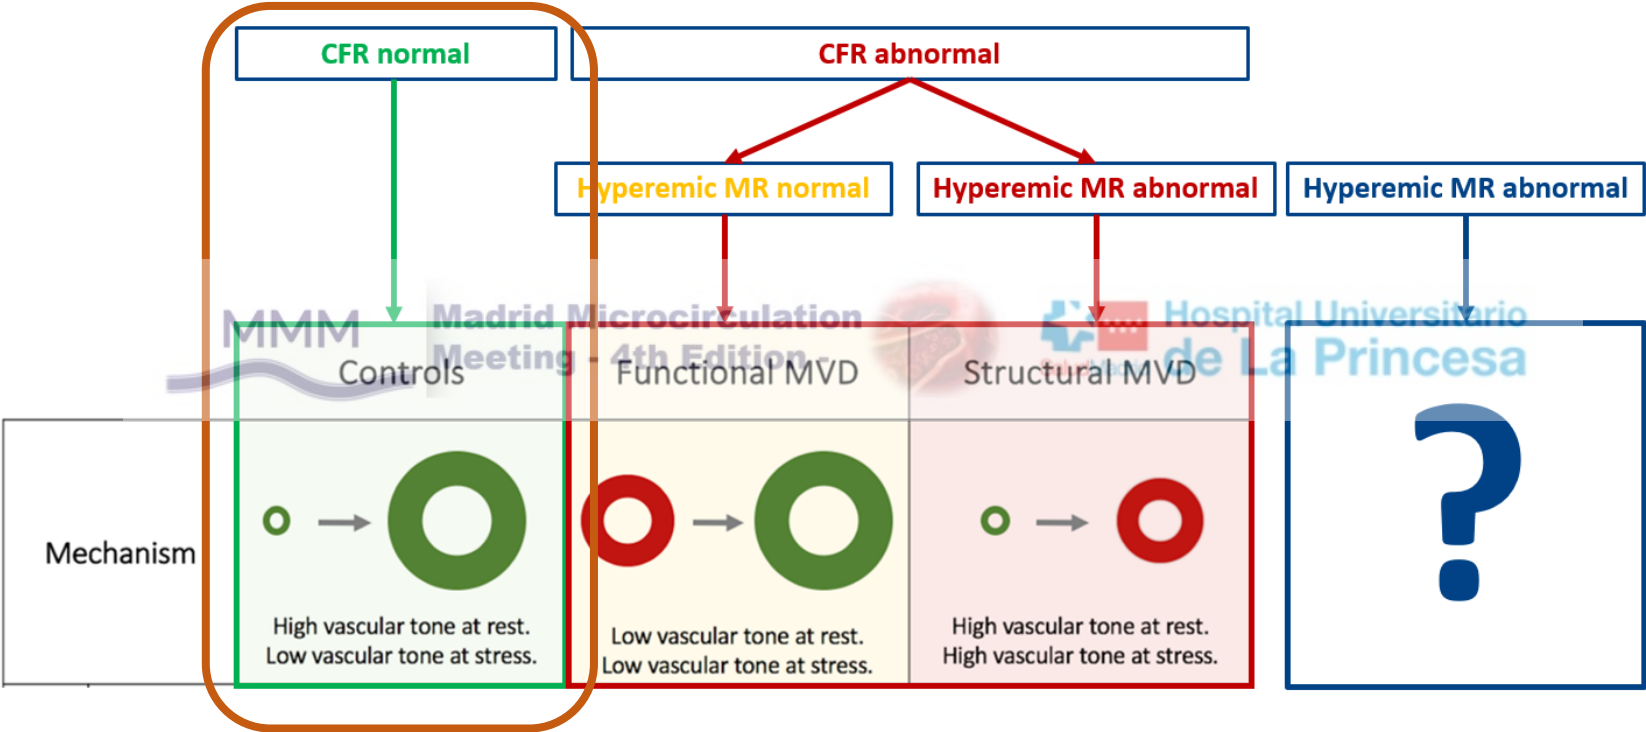 CFR normal
CFR abnormal
Hyperemic MR normal
Hyperemic MR abnormal
Hyperemic MR abnormal
MMM
Madrid Microcirculation
Meeting - 4th Edition -
Hospital Universitario
de La Princesa
Controls
Functional MVD
Structural MVD
Mechanism
High vascular tone at rest.
Low vascular tone at stress.
Low vascular tone at rest.
Low vascular tone at stress.
High vascular tone at rest.
High vascular tone at stress.
?